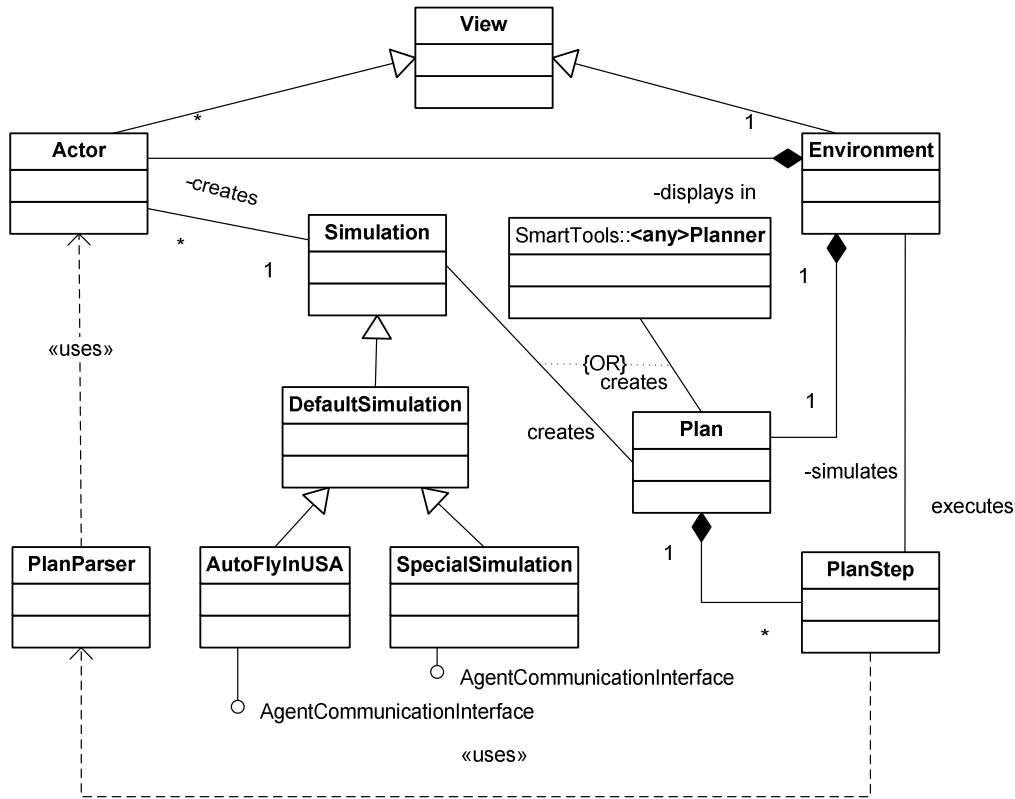 View
*
1
Actor
Environment
-creates
-displays in
*
Simulation
SmartTools::<any>Planner
1
1
«uses»
{OR}
creates
DefaultSimulation
1
creates
Plan
-simulates
executes
1
PlanParser
AutoFlyInUSA
SpecialSimulation
PlanStep
*
AgentCommunicationInterface
AgentCommunicationInterface
«uses»